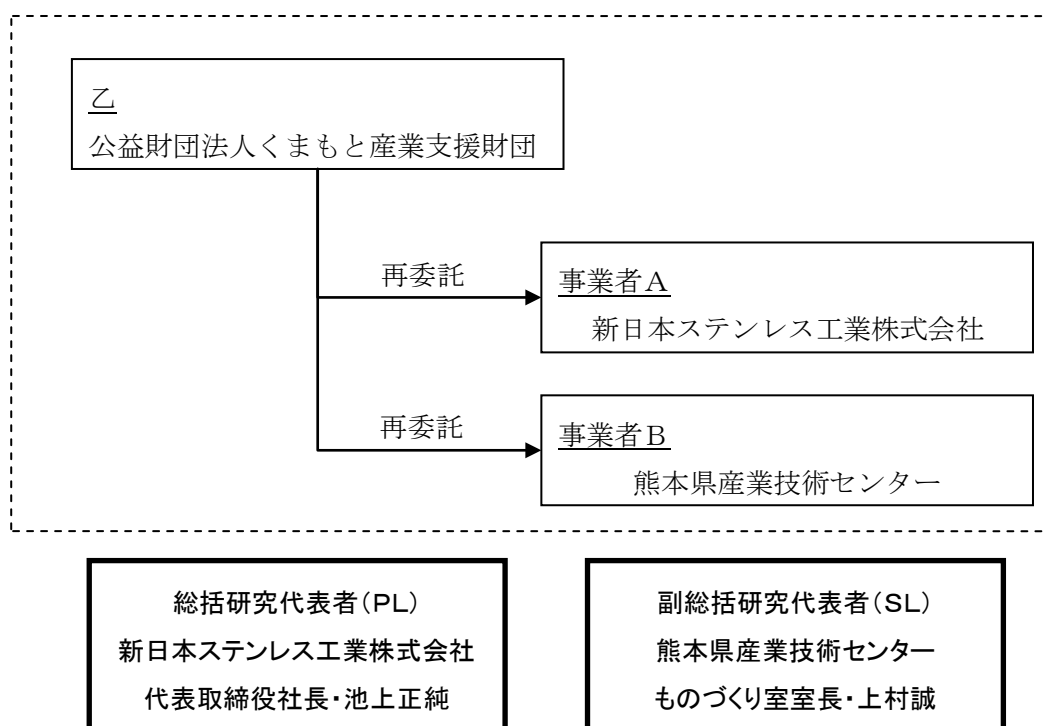 乙
公益財団法人くまもと産業支援財団
再委託
事業者A
新日本ステンレス工業株式会社
再委託
事業者B
熊本県産業技術センター
総括研究代表者(PL)
新日本ステンレス工業株式会社
代表取締役社長・池上正純
副総括研究代表者(SL)
熊本県産業技術センター
ものづくり室室長・上村誠